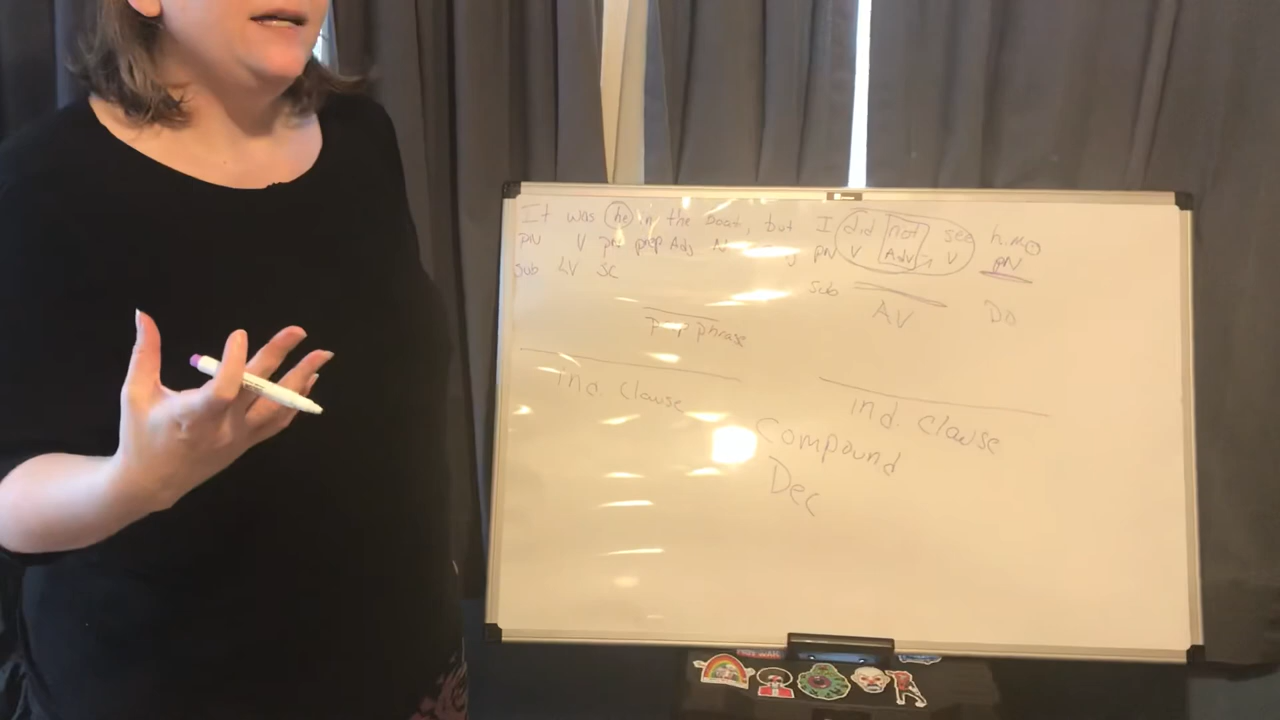 It was he in the boat, but I did not see him.
PN V pn prep Adj N PN V Adv V PN
Sub LV SC Sub AV DO
prep phrase
ind. Clause ind. Clause
Compound
Dec